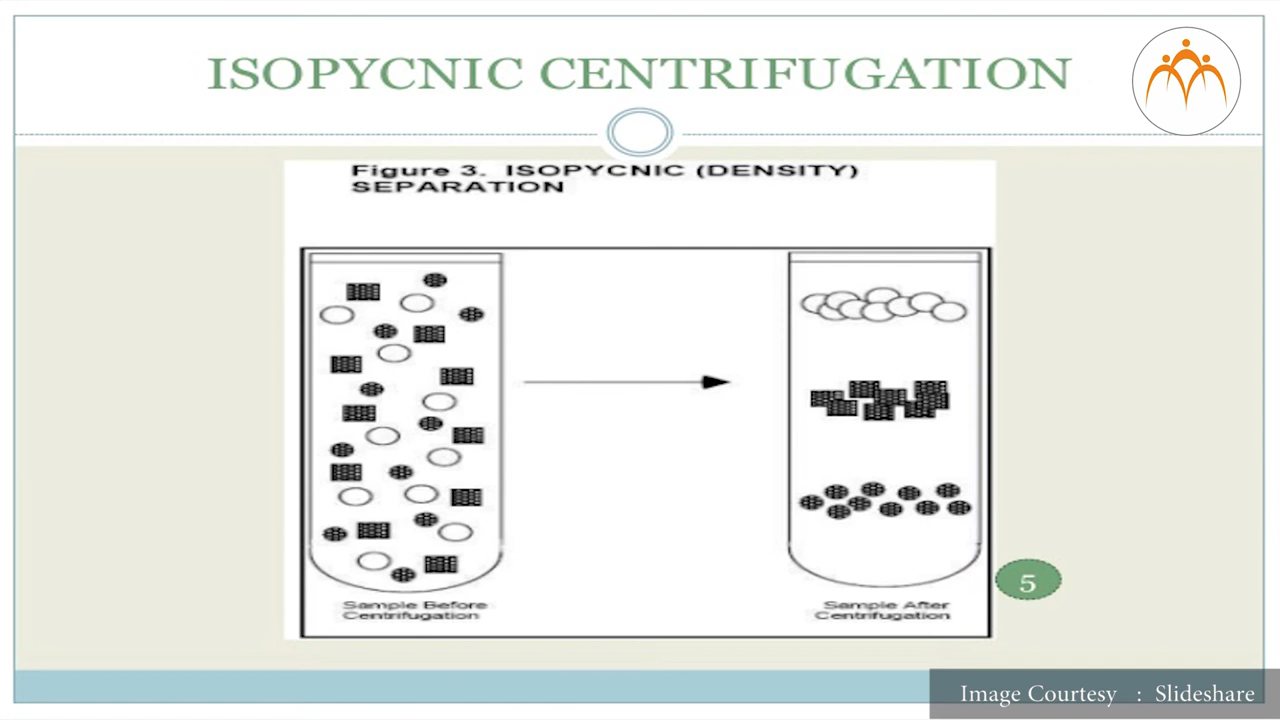 ISOPYCNIC CENTRIFUGATION
Figure 3. ISOPYCNIC (DENSITY)
SEPARATION
Sample Before
Centrifugation
Sample After
Centrifugation
5
Image Courtesy : Slideshare